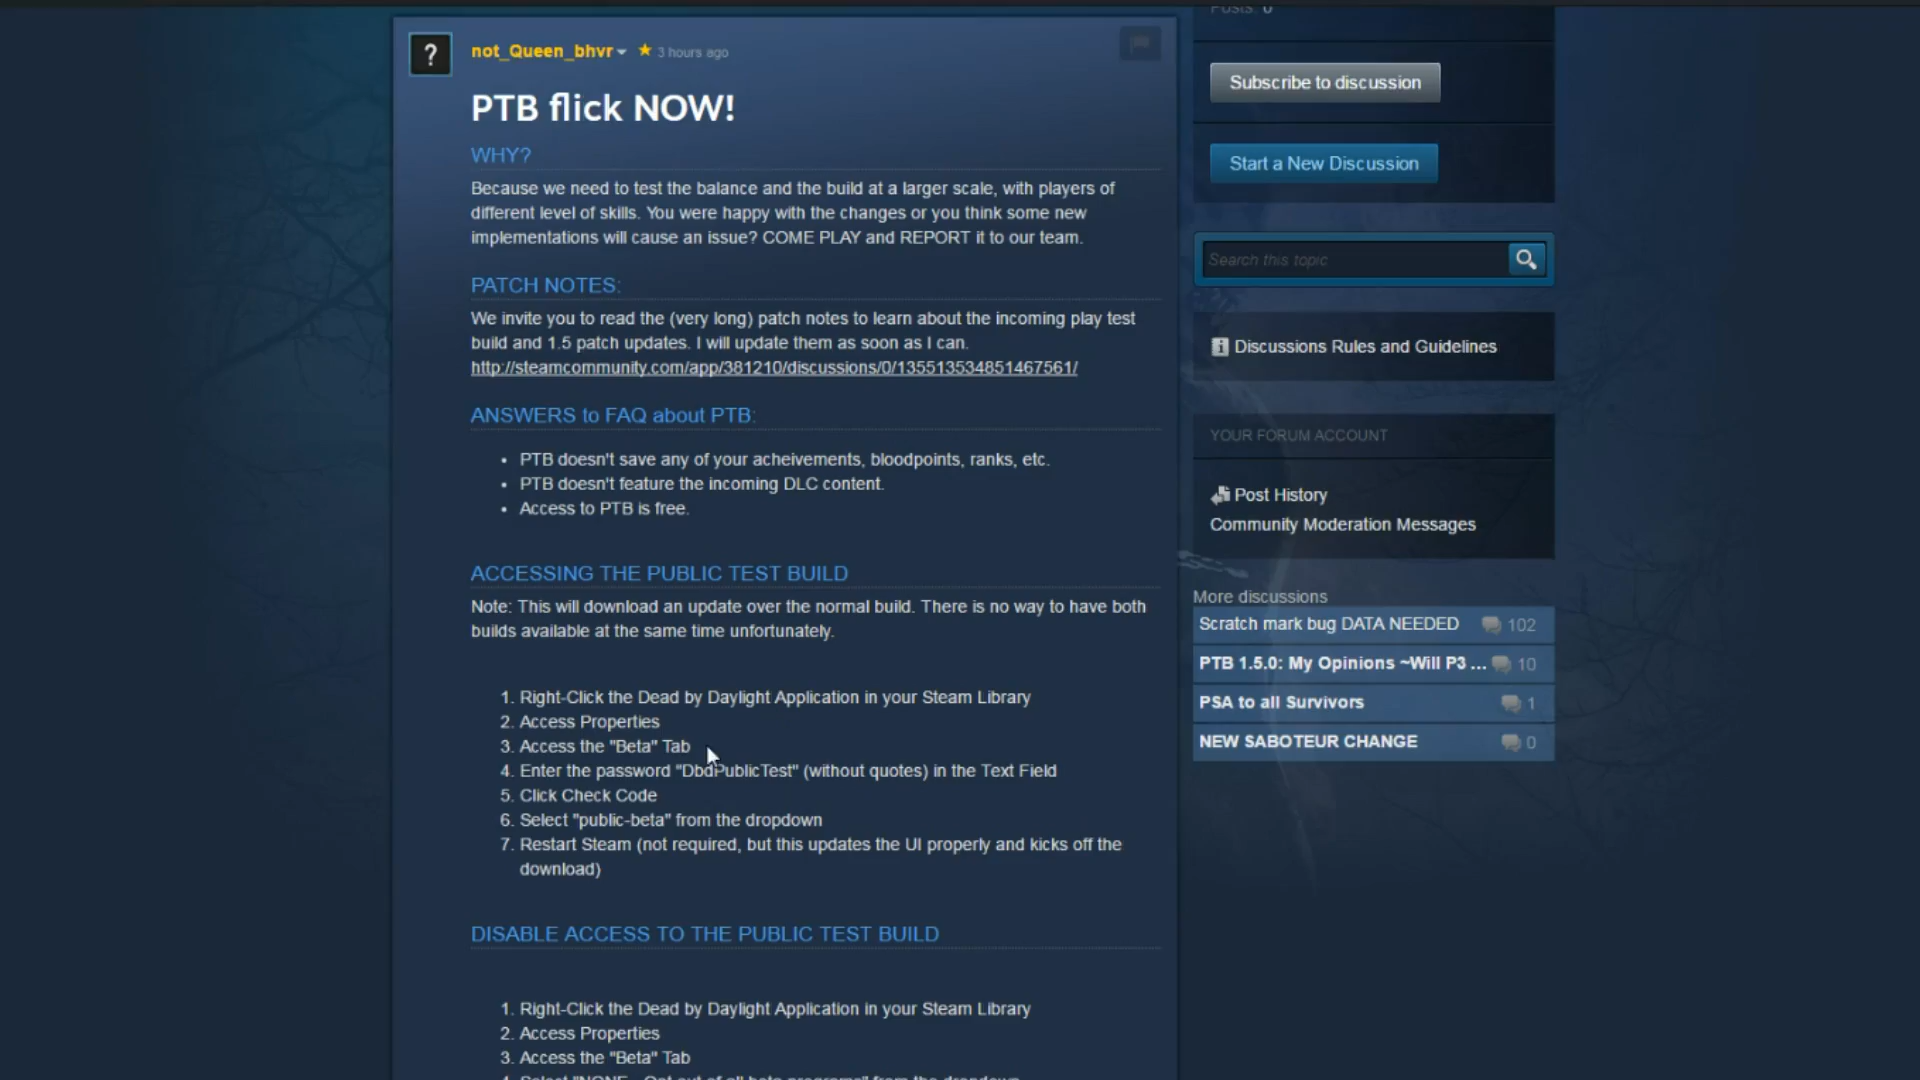 Posts: 0
not_Queen_bhvr 3 hours ago
PTB flick NOW!
WHY?
Because we need to test the balance and the build at a larger scale, with players of
different level of skills. You were happy with the changes or you think some new
implementations will cause an issue? COME PLAY and REPORT it to our team.
PATCH NOTES:
We invite you to read the (very long) patch notes to learn about the incoming play test
build and 1.5 patch updates. I will update them as soon as I can.
http://steamcommunity.com/app/381210/discussions/0/135513534851467561/
ANSWERS to FAQ about PTB:
• PTB doesn't save any of your acheivements, bloodpoints, ranks, etc.
• PTB doesn't feature the incoming DLC content.
• Access to PTB is free.
ACCESSING THE PUBLIC TEST BUILD
Note: This will download an update over the normal build. There is no way to have both
builds available at the same time unfortunately.
1. Right-Click the Dead by Daylight Application in your Steam Library
2. Access Properties
3. Access the "Beta" Tab
4. Enter the password "DbdPublicTest" (without quotes) in the Text Field
5. Click Check Code
6. Select "public-beta" from the dropdown
7. Restart Steam (not required, but this updates the UI properly and kicks off the
download)
DISABLE ACCESS TO THE PUBLIC TEST BUILD
1. Right-Click the Dead by Daylight Application in your Steam Library
2. Access Properties
3. Access the "Beta" Tab
4. Select "NONE - Opt out of all beta programs" from the dropdown
Subscribe to discussion
Start a New Discussion
Search this topic
Discussions Rules and Guidelines
YOUR FORUM ACCOUNT
Post History
Community Moderation Messages
More discussions
Scratch mark bug DATA NEEDED 102
PTB 1.5.0: My Opinions ~Will P3 ... 10
PSA to all Survivors 1
NEW SABOTEUR CHANGE 0